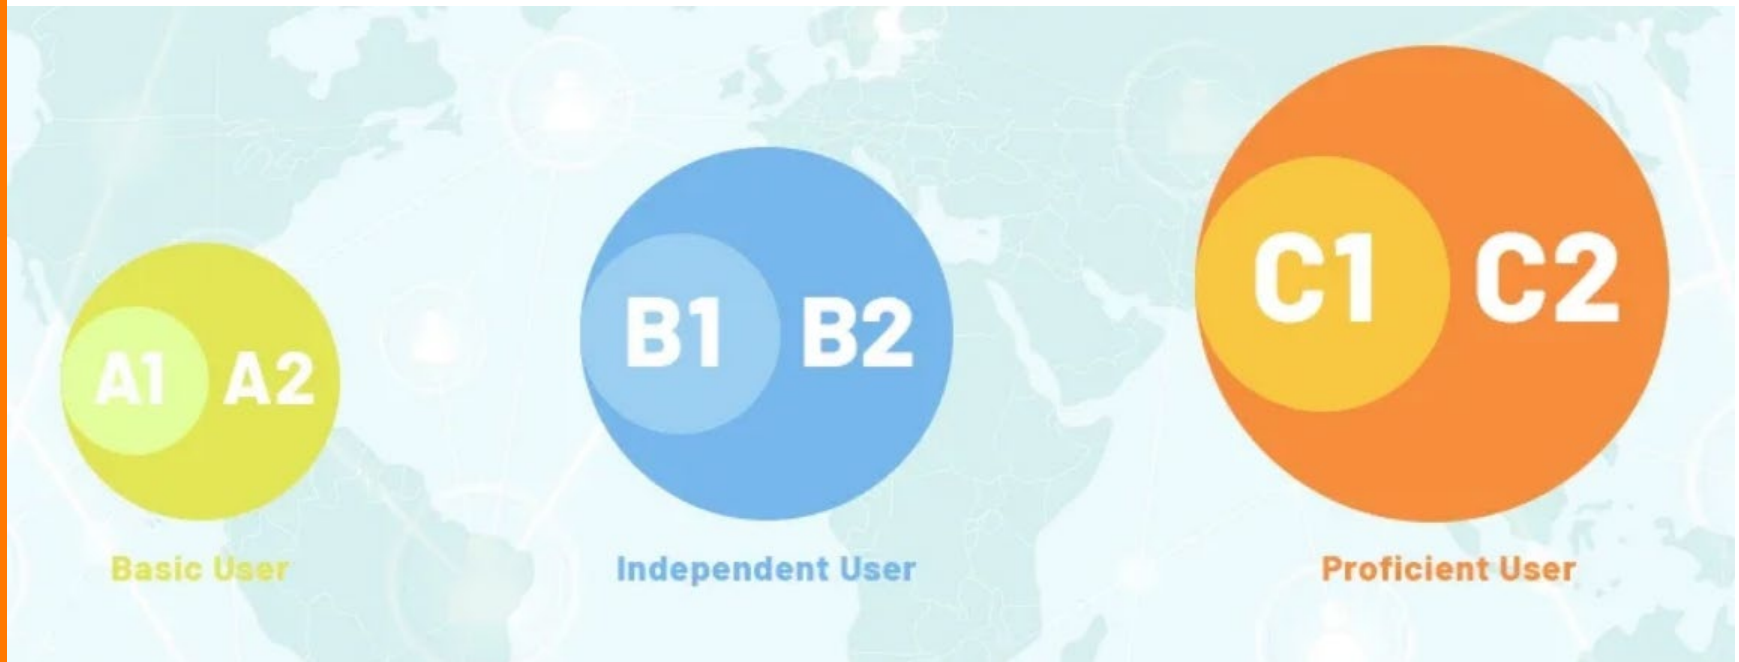 A1 A2
Basic User
B1 B2
Independent User
C1 C2
Proficient User